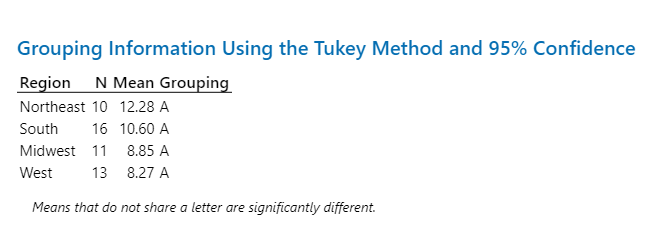 Grouping Information Using the Tukey Method and 95% Confidence
Region N Mean Grouping
Northeast 10 12.28 A
South 16 10.60 A
Midwest 11 8.85 A
West 13 8.27 A
Means that do not share a letter are significantly different.